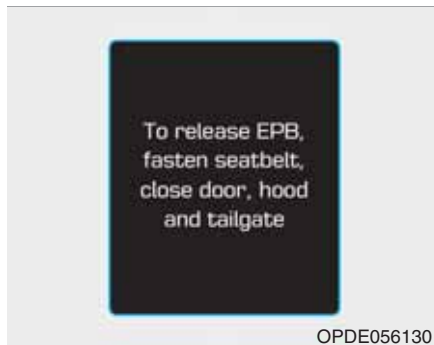 To release EPB,
fasten seatbelt,
close door, hood
and tailgate
OPDE056130